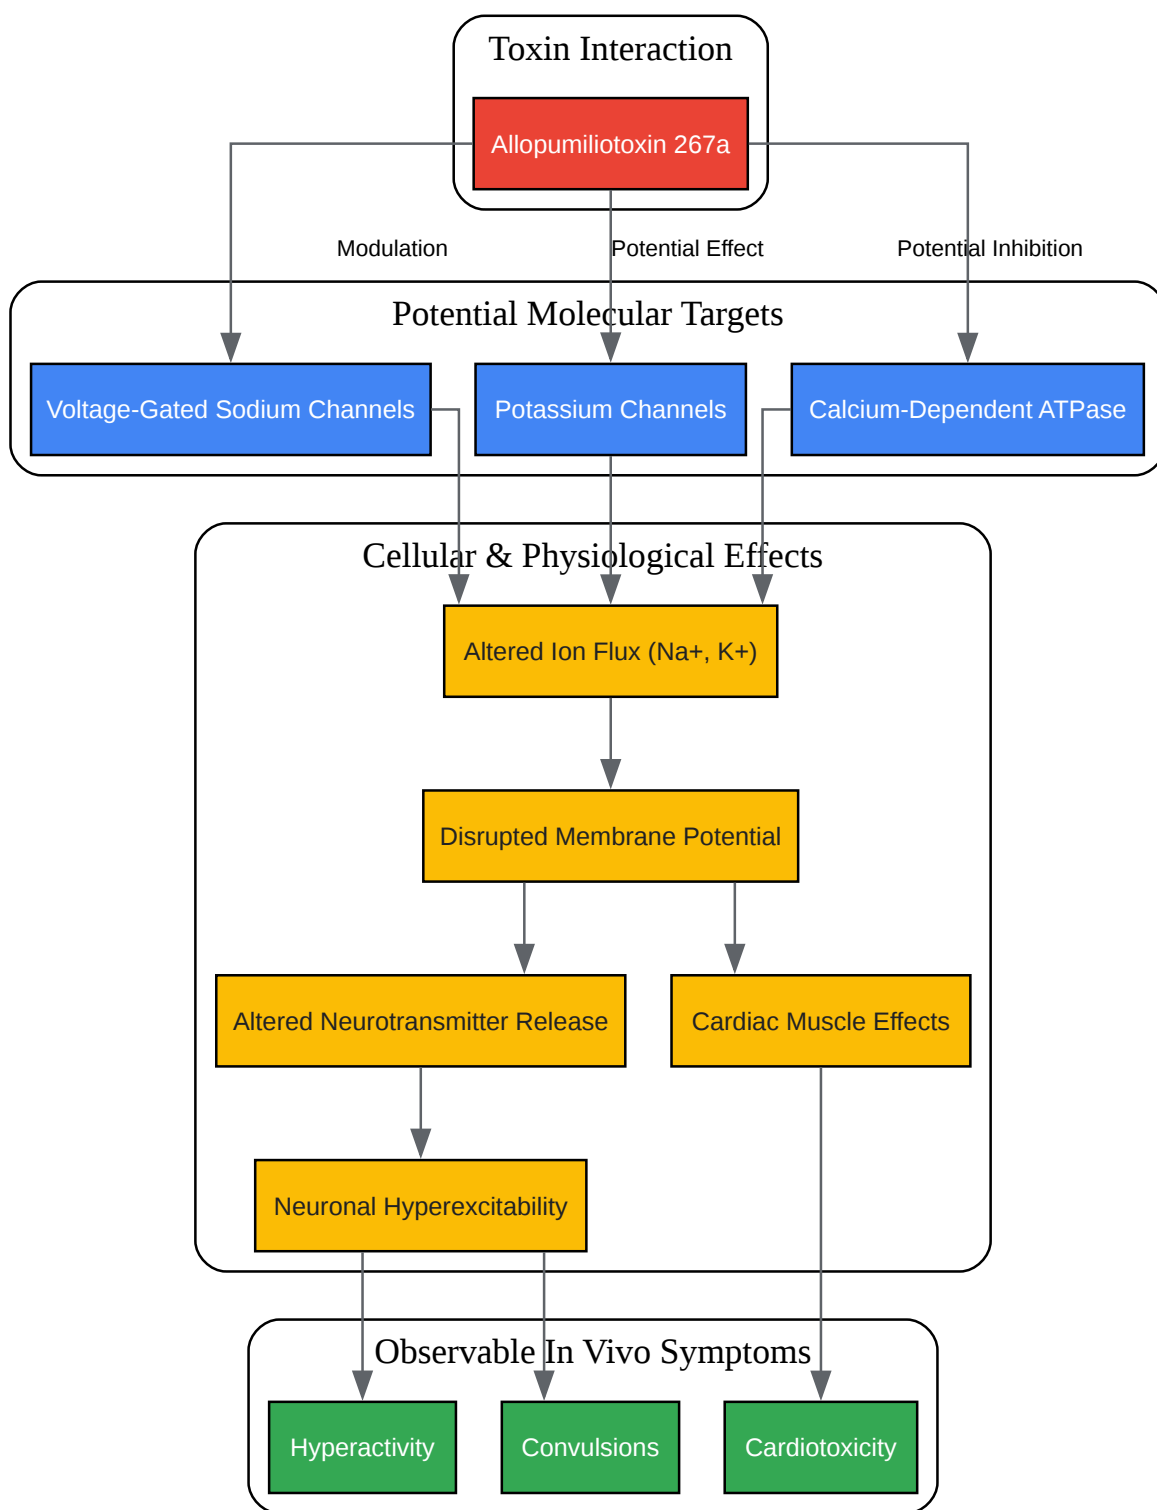 Toxin Interaction
Allopumiliotoxin 267a
Modulation
Potential Effect
Potential Inhibition
Potential Molecular Targets
Voltage-Gated Sodium Channels
Potassium Channels
Calcium-Dependent ATPase
Cellular & Physiological Effects
Altered Ion Flux (Na+, K+)
Disrupted Membrane Potential
Altered Neurotransmitter Release
Cardiac Muscle Effects
Neuronal Hyperexcitability
Observable In Vivo Symptoms
Hyperactivity
Convulsions
Cardiotoxicity